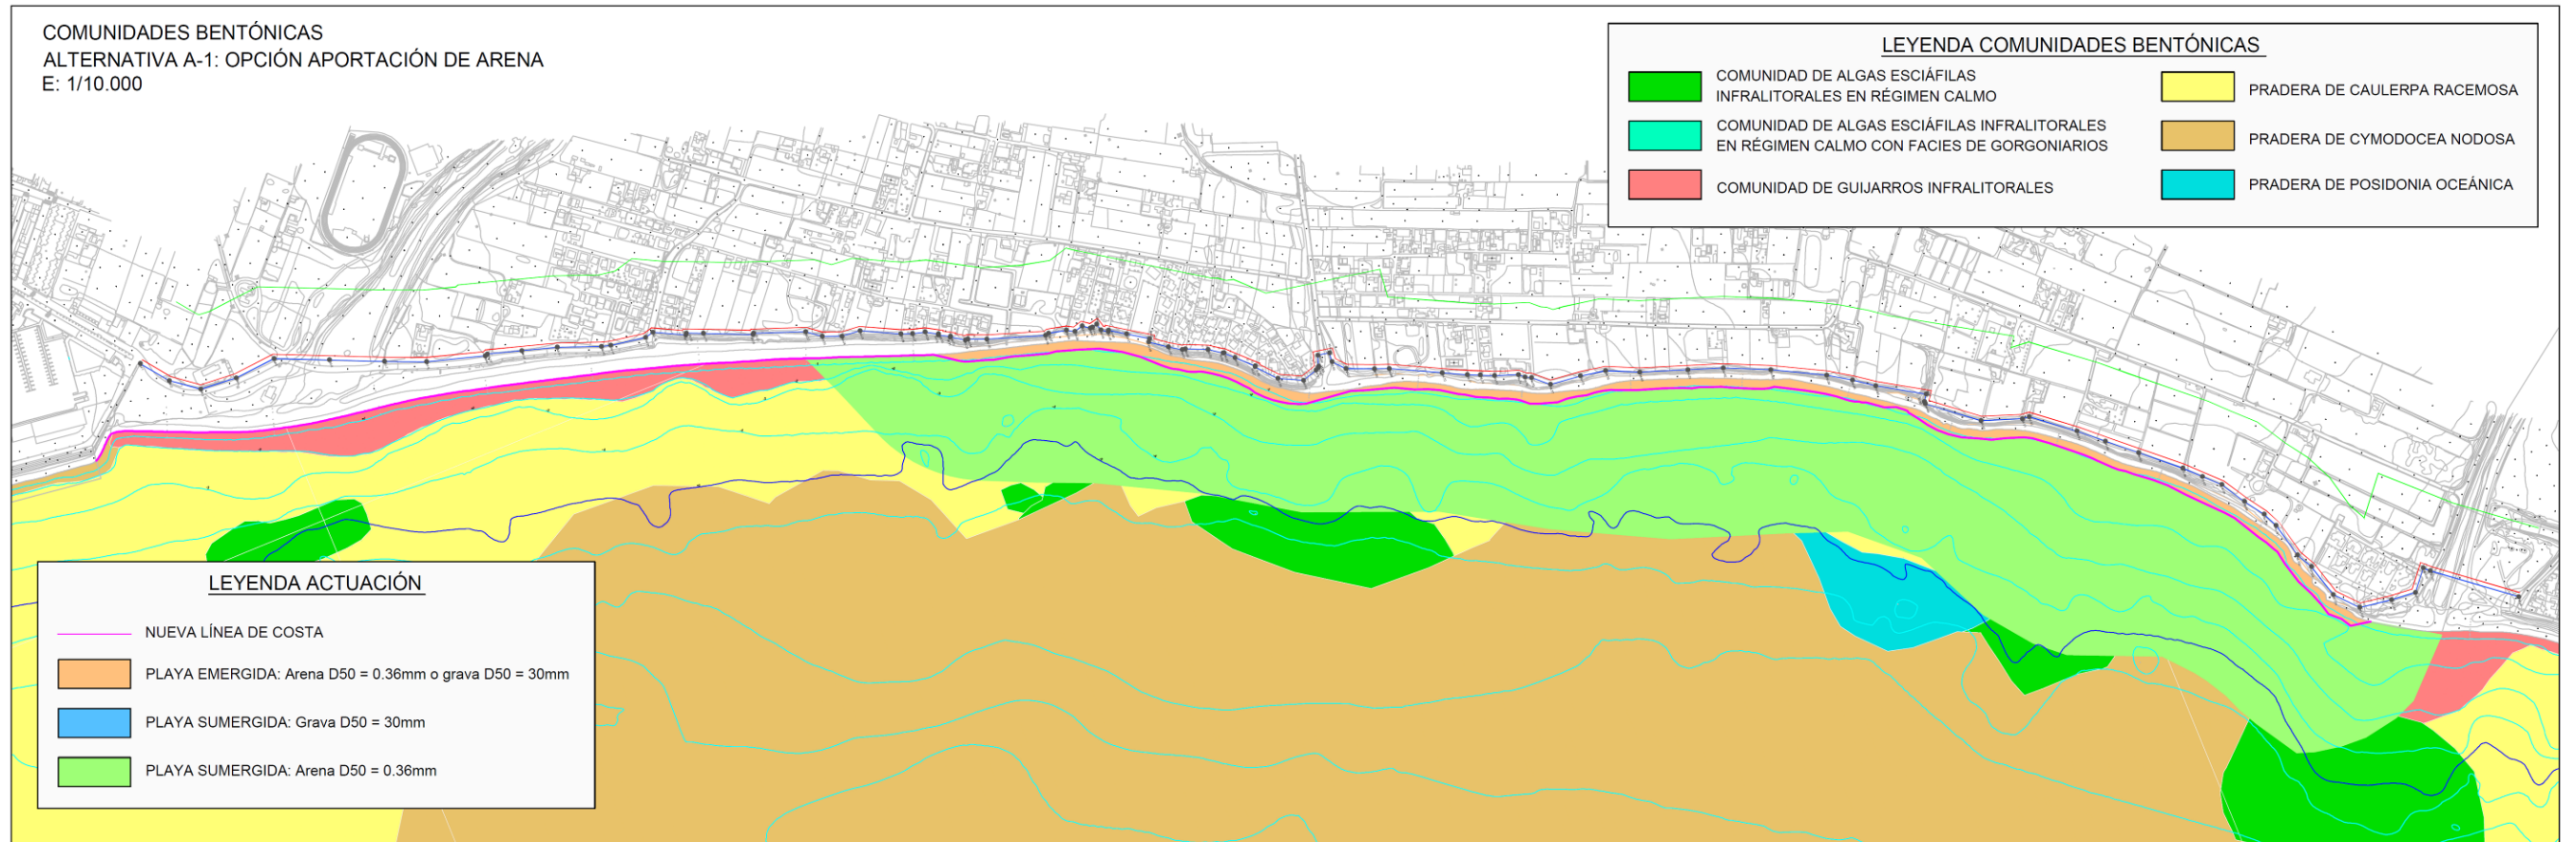 COMUNIDADES BENTÓNICAS
ALTERNATIVA A-1: OPCIÓN APORTACIÓN DE ARENA
E: 1/10.000
LEYENDA COMUNIDADES BENTÓNICAS
COMUNIDAD DE ALGAS ESCIÁFILAS
INFRALITORALES EN RÉGIMEN CALMO
COMUNIDAD DE ALGAS ESCIÁFILAS INFRALITORALES
EN RÉGIMEN CALMO CON FACIES DE GORGONIARIOS
COMUNIDAD DE GUIJARROS INFRALITORALES
PRADERA DE CAULERPA RACEMOSA
PRADERA DE CYMODOCEA NODOSA
PRADERA DE POSIDONIA OCEÁNICA
LEYENDA ACTUACIÓN
NUEVA LÍNEA DE COSTA
PLAYA EMERGIDA: Arena D50 = 0.36mm o grava D50 = 30mm
PLAYA SUMERGIDA: Grava D50 = 30mm
PLAYA SUMERGIDA: Arena D50 = 0.36mm